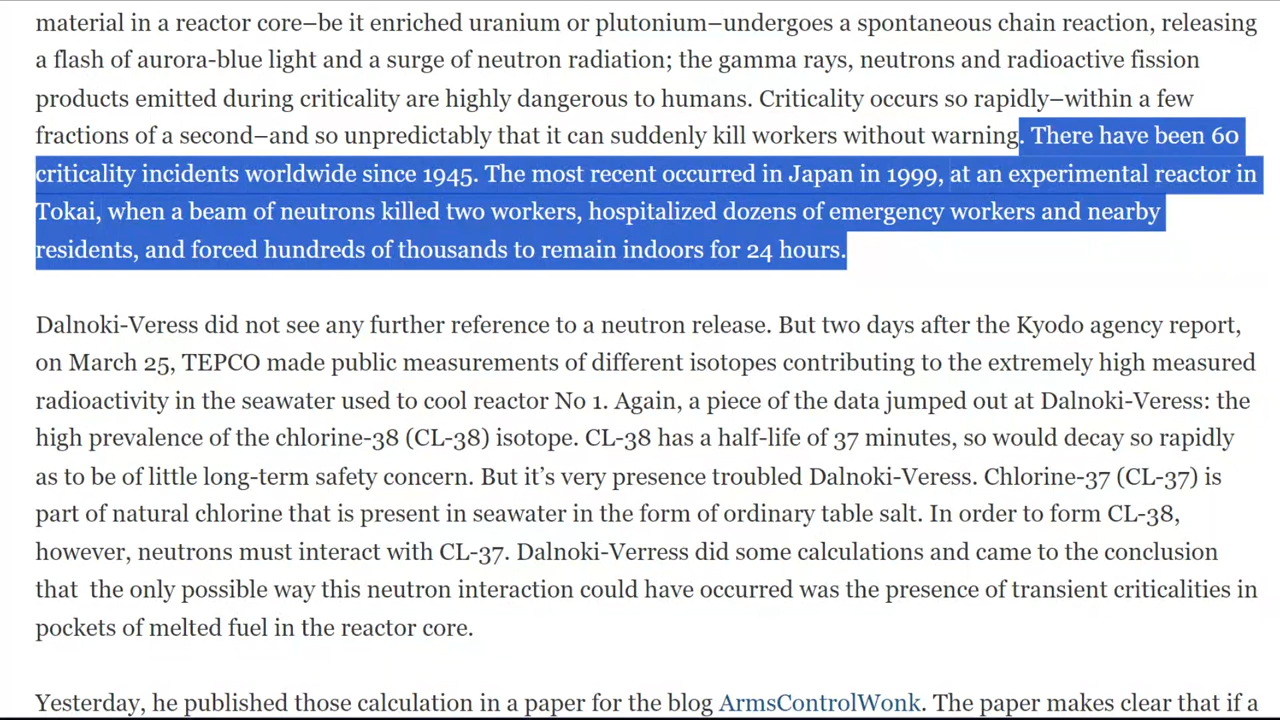 material in a reactor core–be it enriched uranium or plutonium–undergoes a spontaneous chain reaction, releasing
a flash of aurora-blue light and a surge of neutron radiation; the gamma rays, neutrons and radioactive fission
products emitted during criticality are highly dangerous to humans. Criticality occurs so rapidly–within a few
fractions of a second–and so unpredictably that it can suddenly kill workers without warning. There have been 60
criticality incidents worldwide since 1945. The most recent occurred in Japan in 1999, at an experimental reactor in
Tokai, when a beam of neutrons killed two workers, hospitalized dozens of emergency workers and nearby
residents, and forced hundreds of thousands to remain indoors for 24 hours.
Dalnoki-Veress did not see any further reference to a neutron release. But two days after the Kyodo agency report,
on March 25, TEPCO made public measurements of different isotopes contributing to the extremely high measured
radioactivity in the seawater used to cool reactor No 1. Again, a piece of the data jumped out at Dalnoki-Veress: the
high prevalence of the chlorine-38 (CL-38) isotope. CL-38 has a half-life of 37 minutes, so would decay so rapidly
as to be of little long-term safety concern. But it’s very presence troubled Dalnoki-Veress. Chlorine-37 (CL-37) is
part of natural chlorine that is present in seawater in the form of ordinary table salt. In order to form CL-38,
however, neutrons must interact with CL-37. Dalnoki-Verress did some calculations and came to the conclusion
that the only possible way this neutron interaction could have occurred was the presence of transient criticalities in
pockets of melted fuel in the reactor core.
Yesterday, he published those calculation in a paper for the blog ArmsControlWonk. The paper makes clear that if a